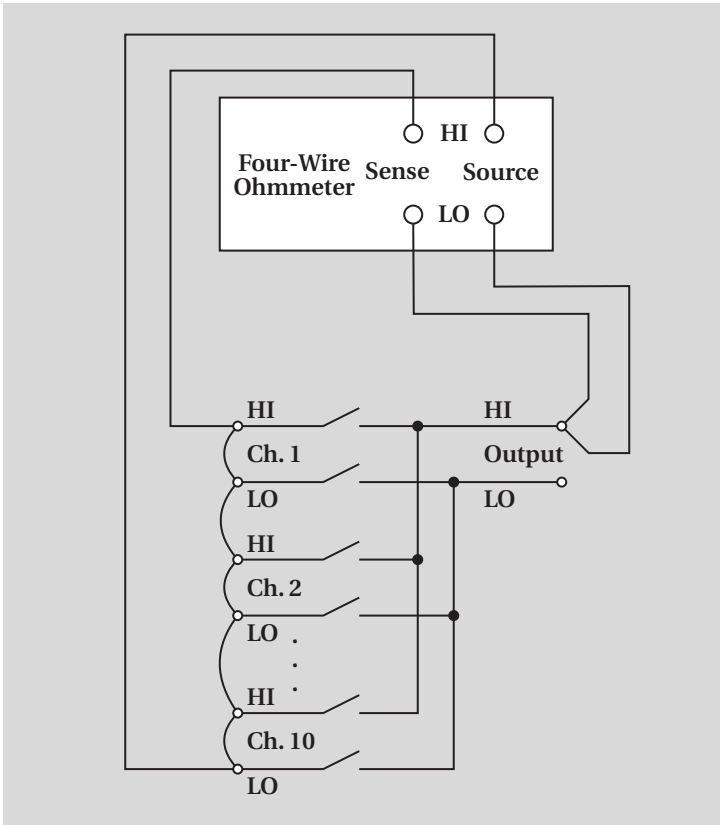 HI
Four-Wire
Ohmmeter
Sense
Source
LO
HI
HI
Ch. 1
Output
LO
LO
HI
Ch. 2
LO
.
.
.
HI
Ch. 10
LO